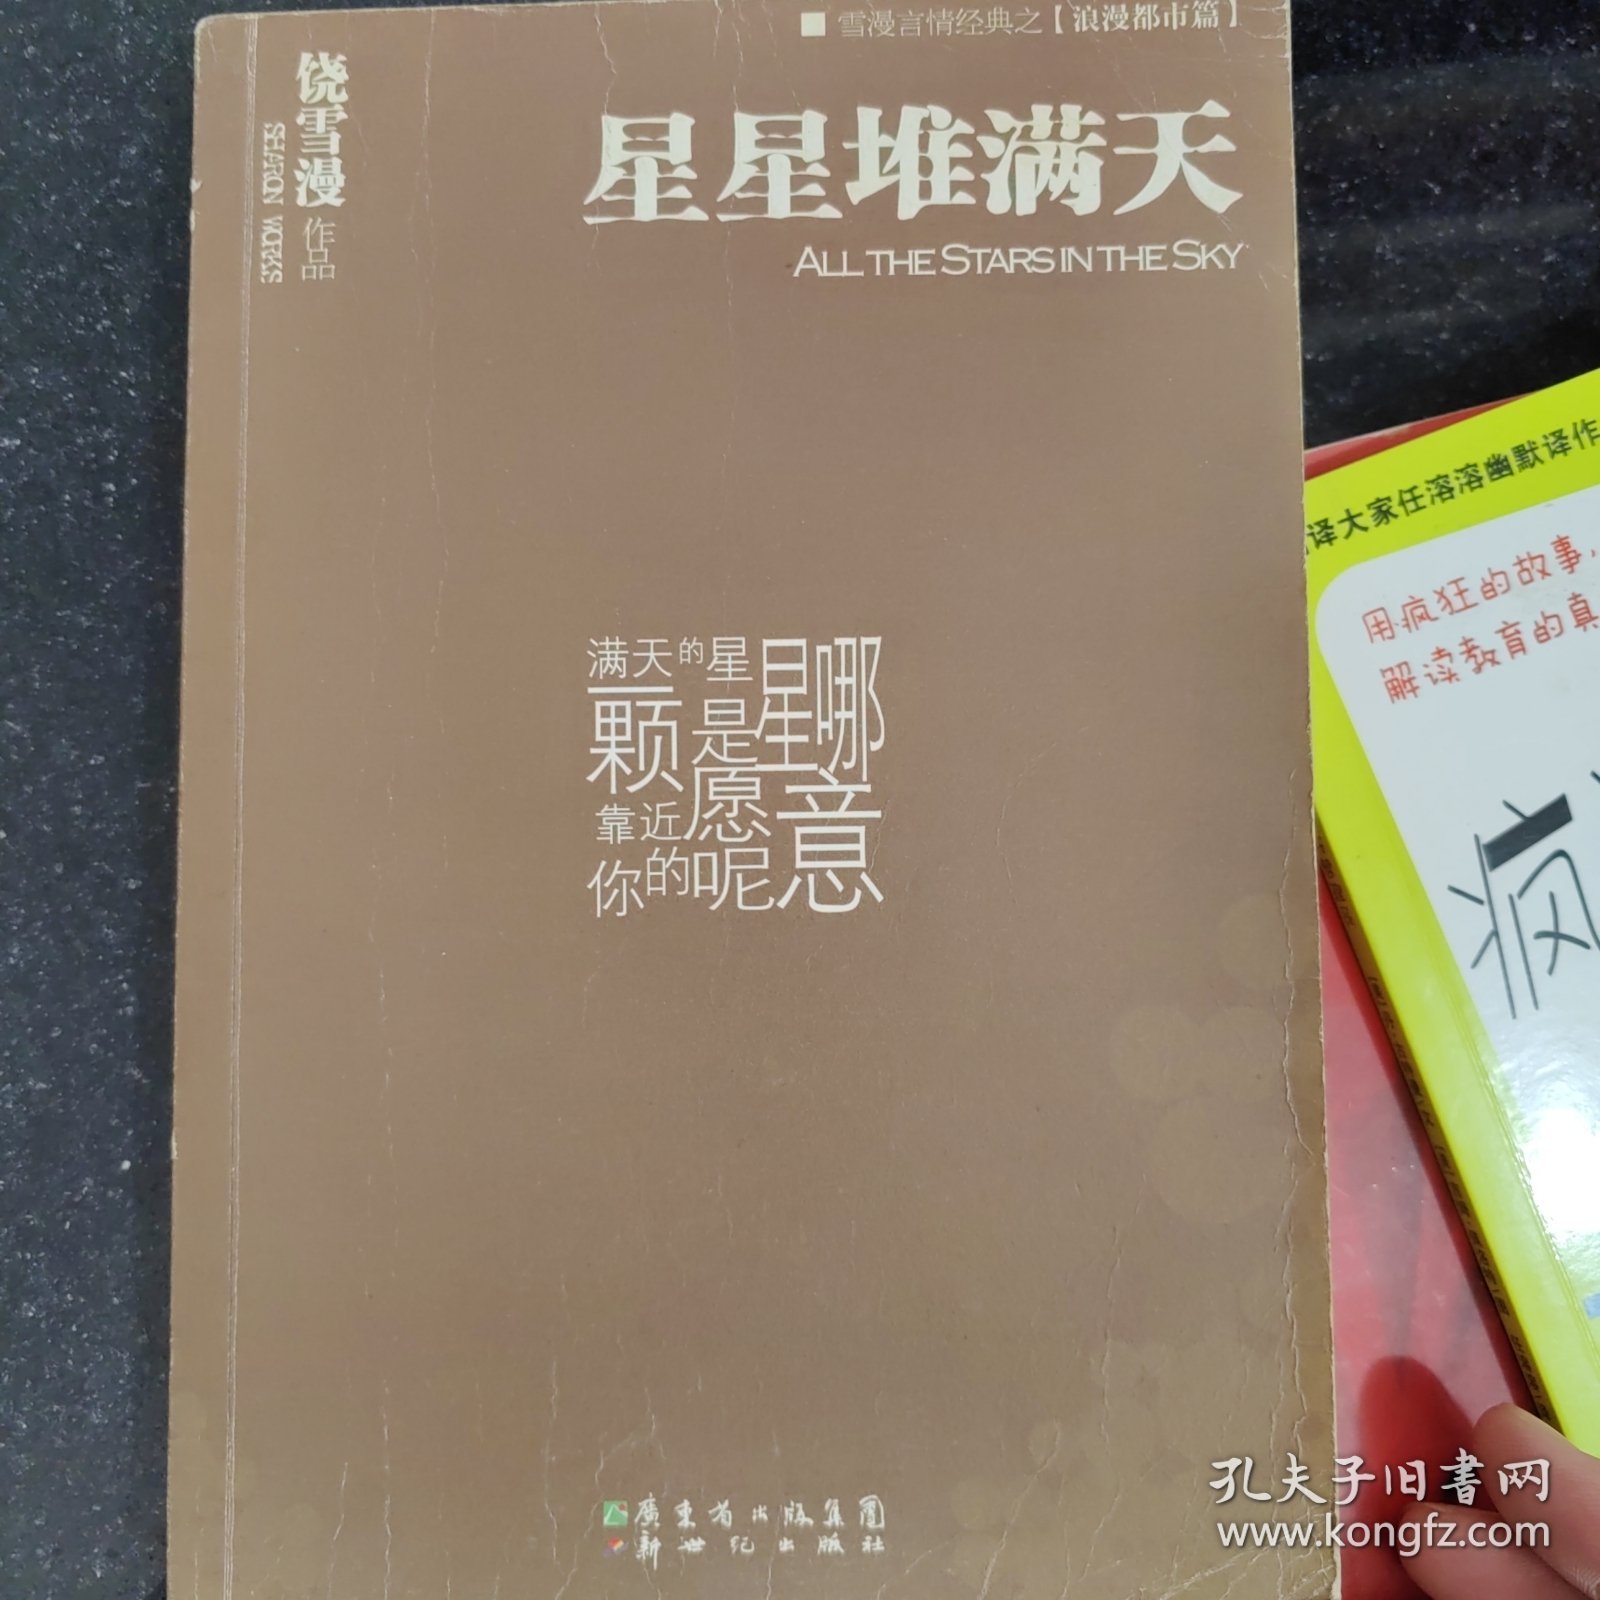 雪漫言情经典之【浪漫都市篇】
饶雪漫作品
SHARON WORKS
星星堆满天
ALL THE STARS IN THE SKY
满天的星星哪
一颗是愿意
靠近
你的呢
廣東省出版集團
新世纪出版社
译大家任溶溶幽默译作
用疯狂的故事,
解读教育的真
疯
孔夫子旧书网
www.kongfz.com